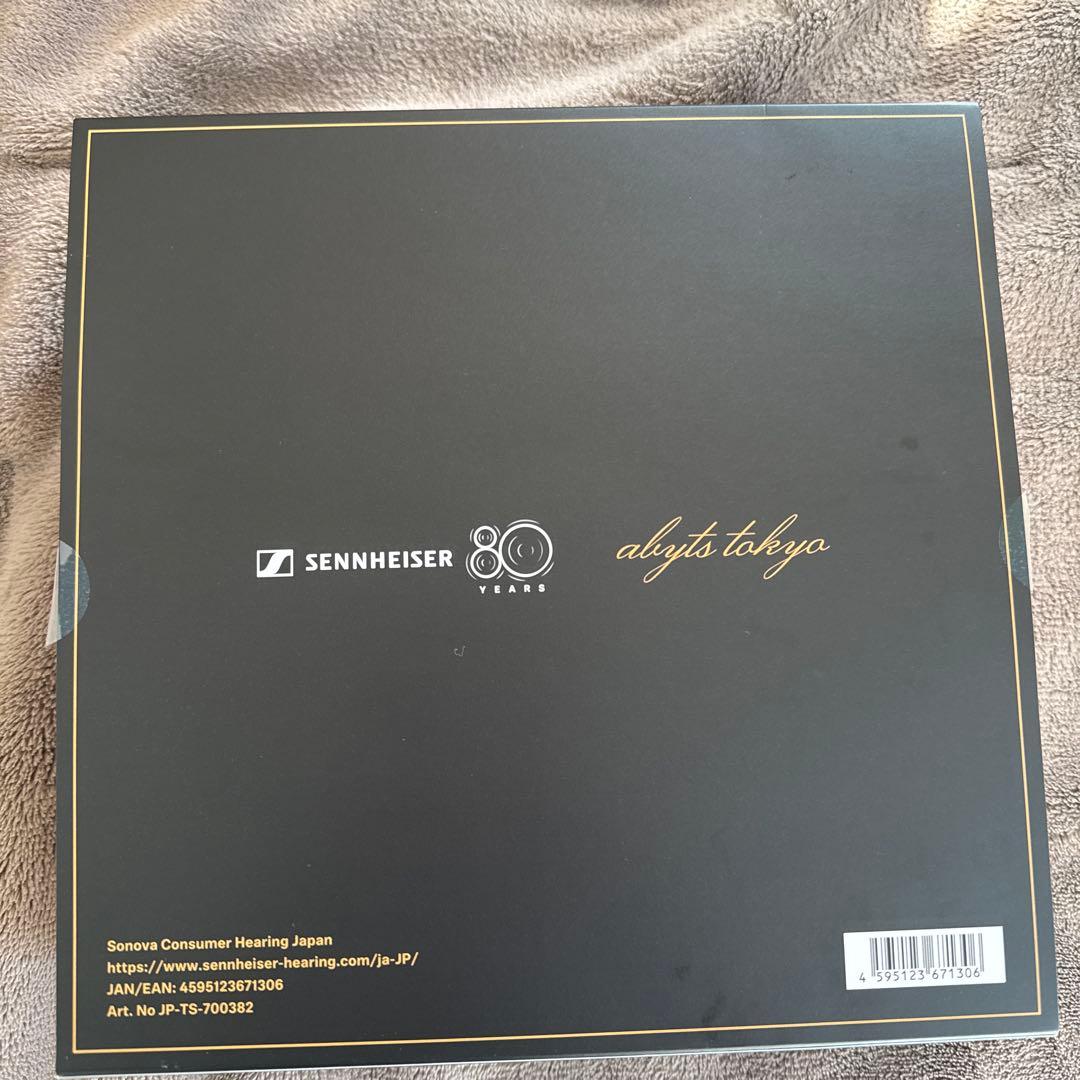 SENNHEISER 80 YEARS
abyts tokyo
Sonova Consumer Hearing Japan
https://www.sennheiser-hearing.com/ja-JP/
JAN/EAN: 4595123671306
Art. No JP-TS-700382
4 595123 671306